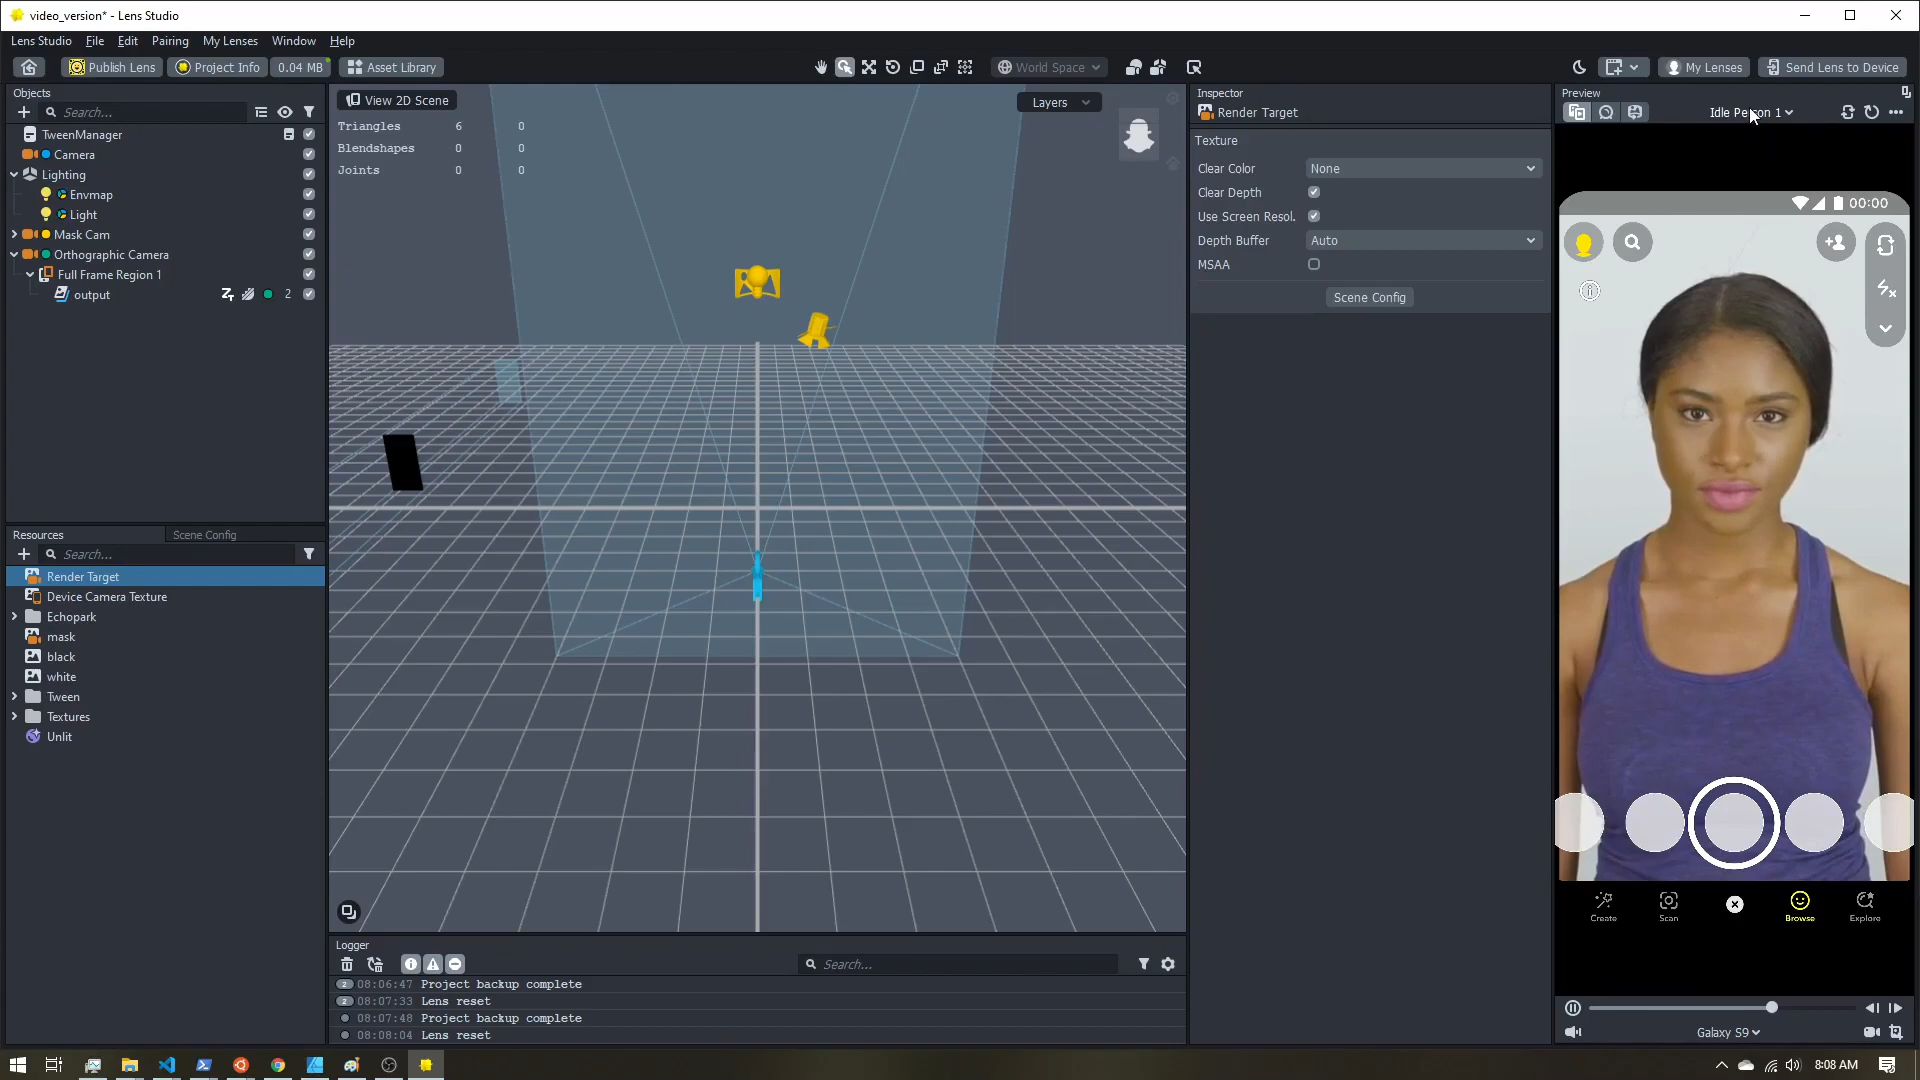 video_version* - Lens Studio
Lens Studio File Edit Pairing My Lenses Window Help
Publish Lens Project Info 0.04 MB Asset Library World Space My Lenses Send Lens to Device
Objects
Search...
TweenManager
Camera
Lighting
Envmap
Light
Mask Cam
Orthographic Camera
Full Frame Region 1
output 2
Resources Scene Config
Search...
Render Target
Device Camera Texture
Echopark
mask
black
white
Tween
Textures
Unlit
View 2D Scene
Layers
Triangles 6 0
Blendshapes 0 0
Joints 0 0
Logger
Search...
2 08:06:47 Project backup complete
2 08:07:33 Lens reset
08:07:48 Project backup complete
08:08:04 Lens reset
Inspector
Render Target
Texture
Clear Color None
Clear Depth
Use Screen Resol.
Depth Buffer Auto
MSAA
Scene Config
Preview
Idle Person 1
00:00
Create Scan Browse Explore
Galaxy S9
8:08 AM